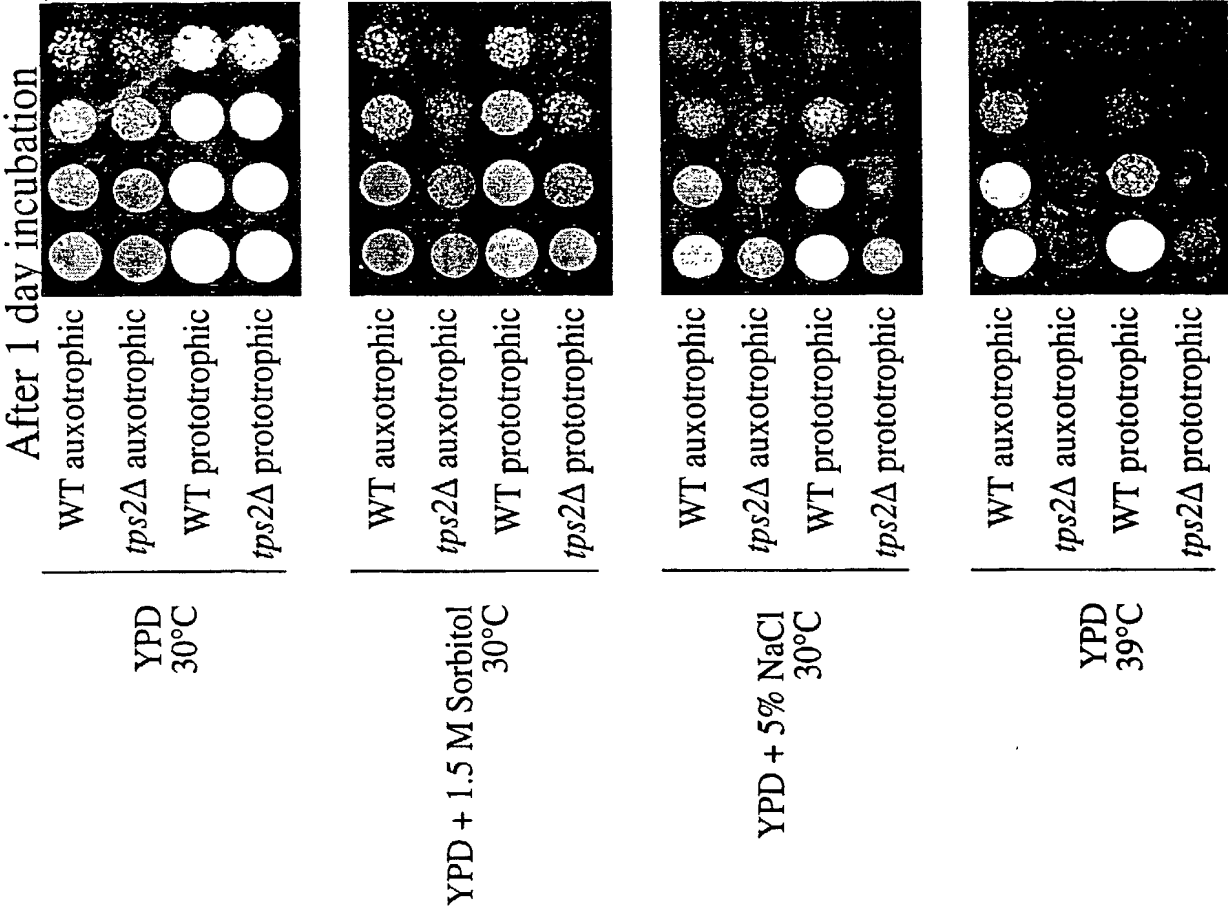 After 1 day incubation
YPD
30°C
WT auxotrophic
tps2Δ auxotrophic
WT prototrophic
tps2Δ prototrophic
YPD + 1.5 M Sorbitol
30°C
WT auxotrophic
tps2Δ auxotrophic
WT prototrophic
tps2Δ prototrophic
YPD + 5% NaCl
30°C
WT auxotrophic
tps2Δ auxotrophic
WT prototrophic
tps2Δ prototrophic
YPD
39°C
WT auxotrophic
tps2Δ auxotrophic
WT prototrophic
tps2Δ prototrophic